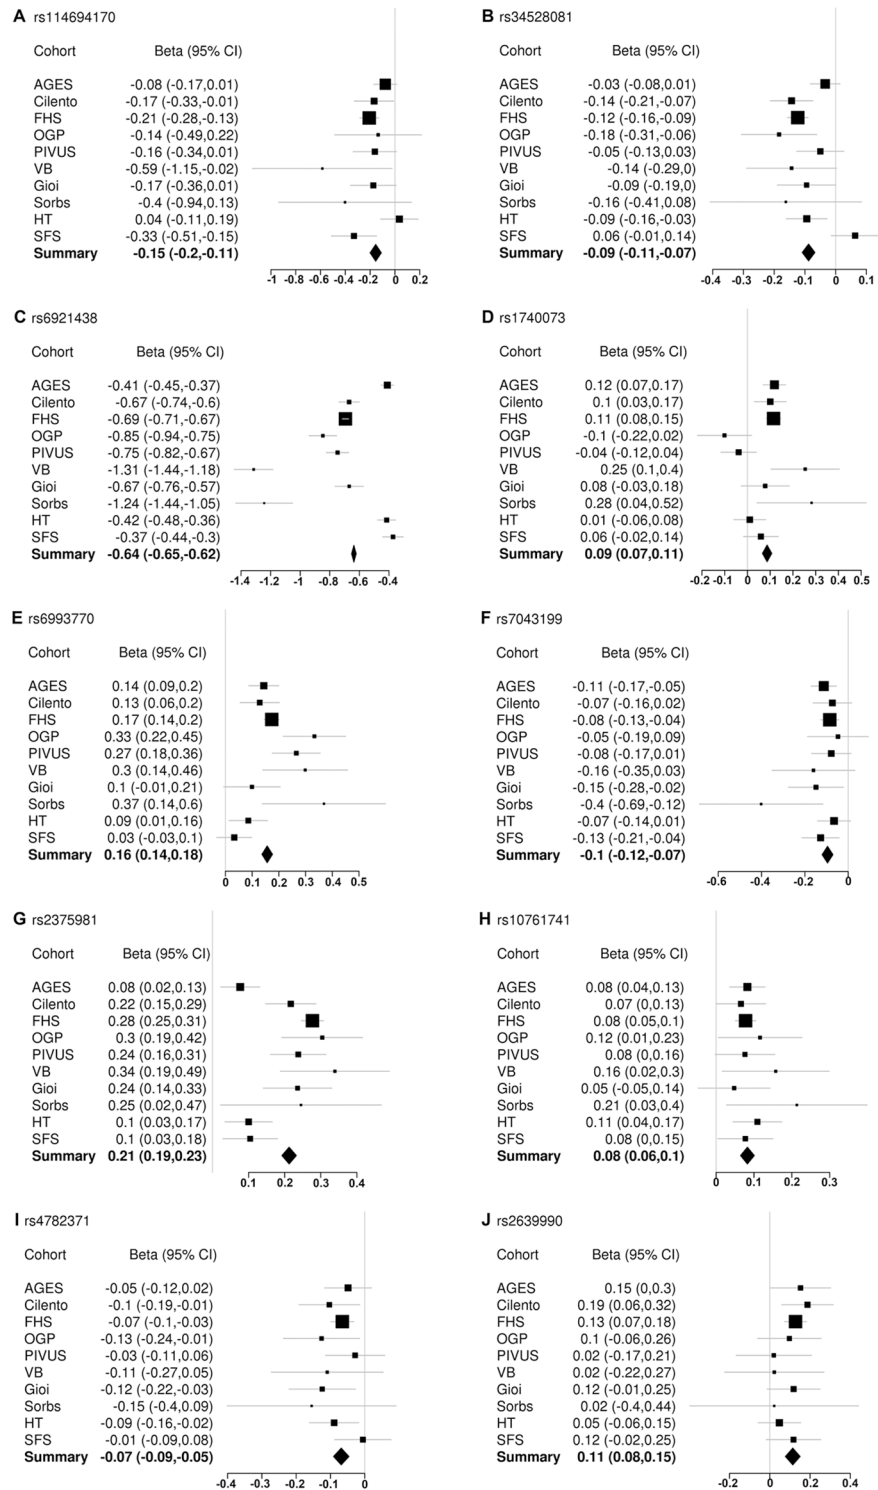 A rs114694170
Cohort Beta (95% CI)
AGES -0.08 (-0.17,0.01)
Cilento -0.17 (-0.33,-0.01)
FHS -0.21 (-0.28,-0.13)
OGP -0.14 (-0.49,0.22)
PIVUS -0.16 (-0.34,0.01)
VB -0.59 (-1.15,-0.02)
Gioi -0.17 (-0.36,0.01)
Sorbs -0.4 (-0.94,0.13)
HT 0.04 (-0.11,0.19)
SFS -0.33 (-0.51,-0.15)
Summary -0.15 (-0.2,-0.11)
-1 -0.8 -0.6 -0.4 -0.2 0 0.2
B rs34528081
Cohort Beta (95% CI)
AGES -0.03 (-0.08,0.01)
Cilento -0.14 (-0.21,-0.07)
FHS -0.12 (-0.16,-0.09)
OGP -0.18 (-0.31,-0.06)
PIVUS -0.05 (-0.13,0.03)
VB -0.14 (-0.29,0)
Gioi -0.09 (-0.19,0)
Sorbs -0.16 (-0.41,0.08)
HT -0.09 (-0.16,-0.03)
SFS 0.06 (-0.01,0.14)
Summary -0.09 (-0.11,-0.07)
-0.4 -0.3 -0.2 -0.1 0 0.1
C rs6921438
Cohort Beta (95% CI)
AGES -0.41 (-0.45,-0.37)
Cilento -0.67 (-0.74,-0.6)
FHS -0.69 (-0.71,-0.67)
OGP -0.85 (-0.94,-0.75)
PIVUS -0.75 (-0.82,-0.67)
VB -1.31 (-1.44,-1.18)
Gioi -0.67 (-0.76,-0.57)
Sorbs -1.24 (-1.44,-1.05)
HT -0.42 (-0.48,-0.36)
SFS -0.37 (-0.44,-0.3)
Summary -0.64 (-0.65,-0.62)
-1.4 -1.2 -1 -0.8 -0.6 -0.4
D rs1740073
Cohort Beta (95% CI)
AGES 0.12 (0.07,0.17)
Cilento 0.1 (0.03,0.17)
FHS 0.11 (0.08,0.15)
OGP -0.1 (-0.22,0.02)
PIVUS -0.04 (-0.12,0.04)
VB 0.25 (0.1,0.4)
Gioi 0.08 (-0.03,0.18)
Sorbs 0.28 (0.04,0.52)
HT 0.01 (-0.06,0.08)
SFS 0.06 (-0.02,0.14)
Summary 0.09 (0.07,0.11)
-0.2 -0.1 0 0.1 0.2 0.3 0.4 0.5
E rs6993770
Cohort Beta (95% CI)
AGES 0.14 (0.09,0.2)
Cilento 0.13 (0.06,0.2)
FHS 0.17 (0.14,0.2)
OGP 0.33 (0.22,0.45)
PIVUS 0.27 (0.18,0.36)
VB 0.3 (0.14,0.46)
Gioi 0.1 (-0.01,0.21)
Sorbs 0.37 (0.14,0.6)
HT 0.09 (0.01,0.16)
SFS 0.03 (-0.03,0.1)
Summary 0.16 (0.14,0.18)
0 0.1 0.2 0.3 0.4 0.5
F rs7043199
Cohort Beta (95% CI)
AGES -0.11 (-0.17,-0.05)
Cilento -0.07 (-0.16,0.02)
FHS -0.08 (-0.13,-0.04)
OGP -0.05 (-0.19,0.09)
PIVUS -0.08 (-0.17,0.01)
VB -0.16 (-0.35,0.03)
Gioi -0.15 (-0.28,-0.02)
Sorbs -0.4 (-0.69,-0.12)
HT -0.07 (-0.14,0.01)
SFS -0.13 (-0.21,-0.04)
Summary -0.1 (-0.12,-0.07)
-0.6 -0.4 -0.2 0
G rs2375981
Cohort Beta (95% CI)
AGES 0.08 (0.02,0.13)
Cilento 0.22 (0.15,0.29)
FHS 0.28 (0.25,0.31)
OGP 0.3 (0.19,0.42)
PIVUS 0.24 (0.16,0.31)
VB 0.34 (0.19,0.49)
Gioi 0.24 (0.14,0.33)
Sorbs 0.25 (0.02,0.47)
HT 0.1 (0.03,0.17)
SFS 0.1 (0.03,0.18)
Summary 0.21 (0.19,0.23)
0.1 0.2 0.3 0.4
H rs10761741
Cohort Beta (95% CI)
AGES 0.08 (0.04,0.13)
Cilento 0.07 (0,0.13)
FHS 0.08 (0.05,0.1)
OGP 0.12 (0.01,0.23)
PIVUS 0.08 (0,0.16)
VB 0.16 (0.02,0.3)
Gioi 0.05 (-0.05,0.14)
Sorbs 0.21 (0.03,0.4)
HT 0.11 (0.04,0.17)
SFS 0.08 (0,0.15)
Summary 0.08 (0.06,0.1)
0 0.1 0.2 0.3
I rs4782371
Cohort Beta (95% CI)
AGES -0.05 (-0.12,0.02)
Cilento -0.1 (-0.19,-0.01)
FHS -0.07 (-0.1,-0.03)
OGP -0.13 (-0.24,-0.01)
PIVUS -0.03 (-0.11,0.06)
VB -0.11 (-0.27,0.05)
Gioi -0.12 (-0.22,-0.03)
Sorbs -0.15 (-0.4,0.09)
HT -0.09 (-0.16,-0.02)
SFS -0.01 (-0.09,0.08)
Summary -0.07 (-0.09,-0.05)
-0.4 -0.3 -0.2 -0.1 0
J rs2639990
Cohort Beta (95% CI)
AGES 0.15 (0,0.3)
Cilento 0.19 (0.06,0.32)
FHS 0.13 (0.07,0.18)
OGP 0.1 (-0.06,0.26)
PIVUS 0.02 (-0.17,0.21)
VB 0.02 (-0.22,0.27)
Gioi 0.12 (-0.01,0.25)
Sorbs 0.02 (-0.4,0.44)
HT 0.05 (-0.06,0.15)
SFS 0.12 (-0.02,0.25)
Summary 0.11 (0.08,0.15)
-0.2 0 0.2 0.4